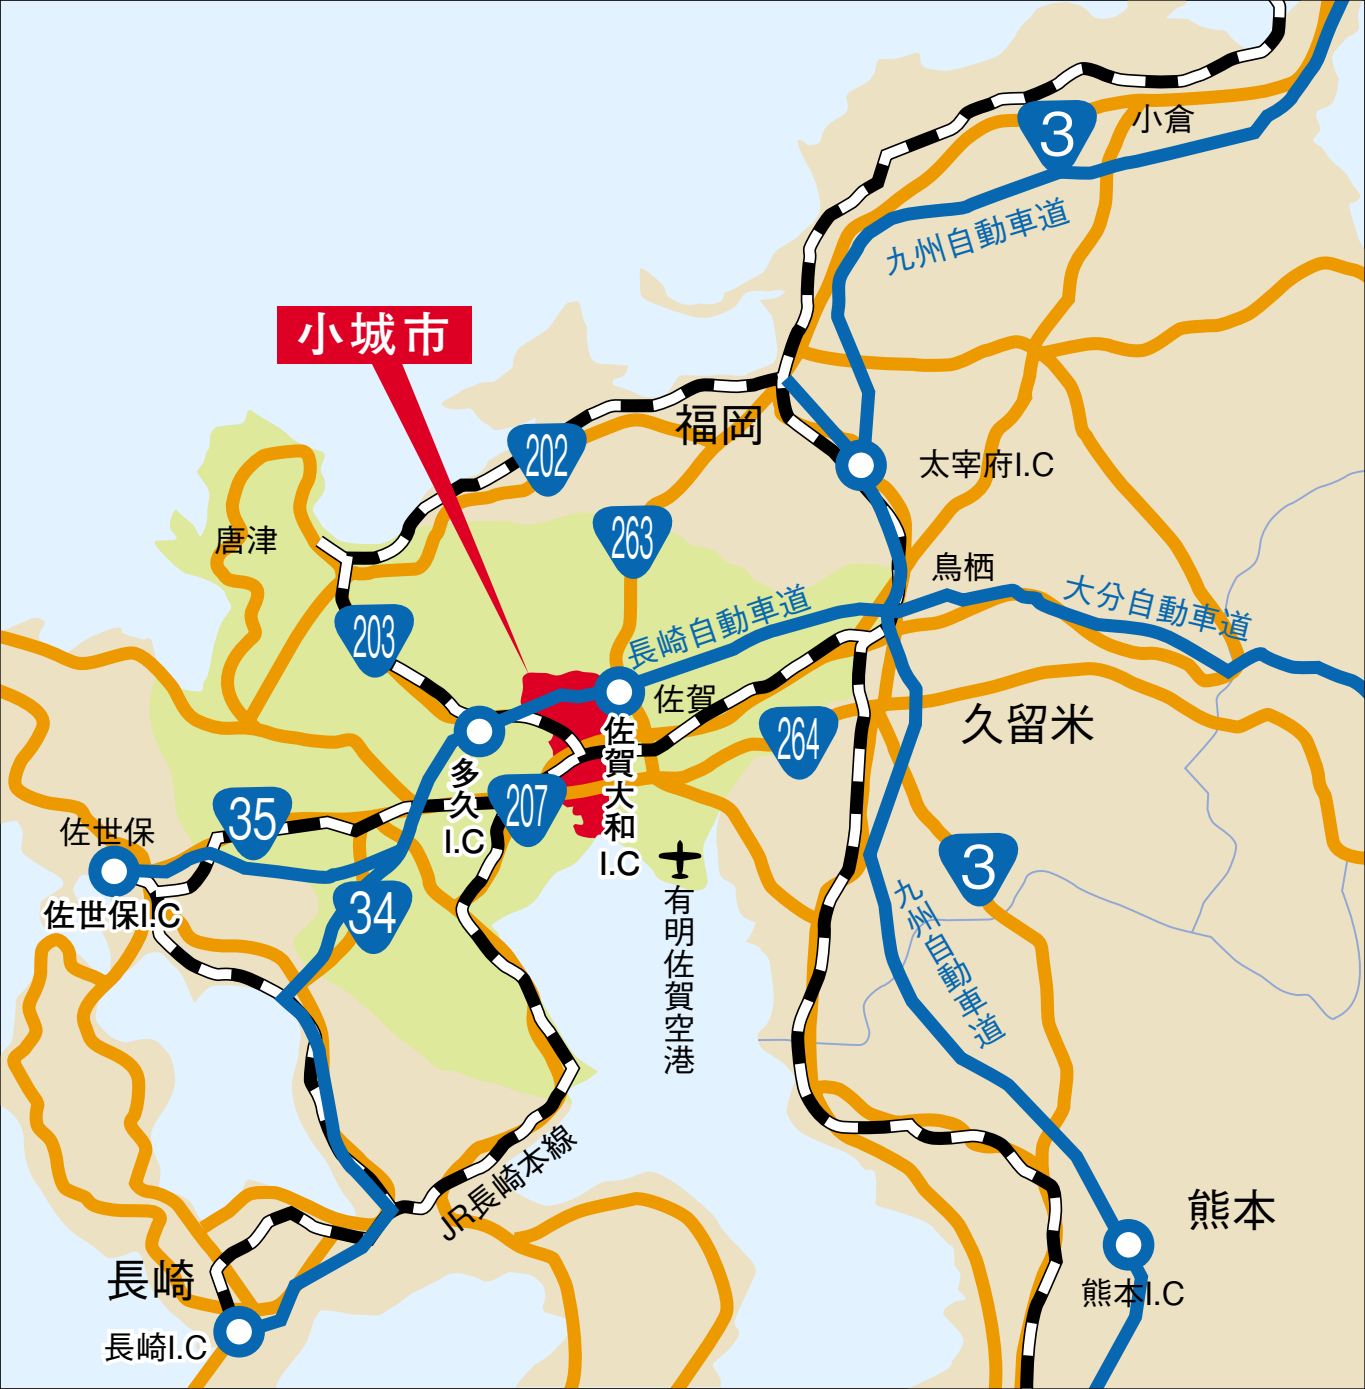 3
小倉
九州自動車道
小城市
福岡
202
太宰府I.C
263
唐津
鳥栖
大分自動車道
長崎自動車道
203
佐賀
久留米
264
佐賀大和I.C
多久I.C
207
35
佐世保
3
佐世保I.C
34
有明佐賀空港
九州自動車道
JR長崎本線
熊本
長崎
熊本I.C
長崎I.C